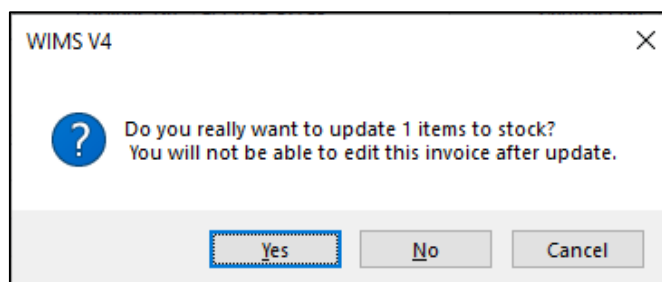 WIMS V4
Do you really want to update 1 items to stock?
You will not be able to edit this invoice after update.
Yes
No
Cancel